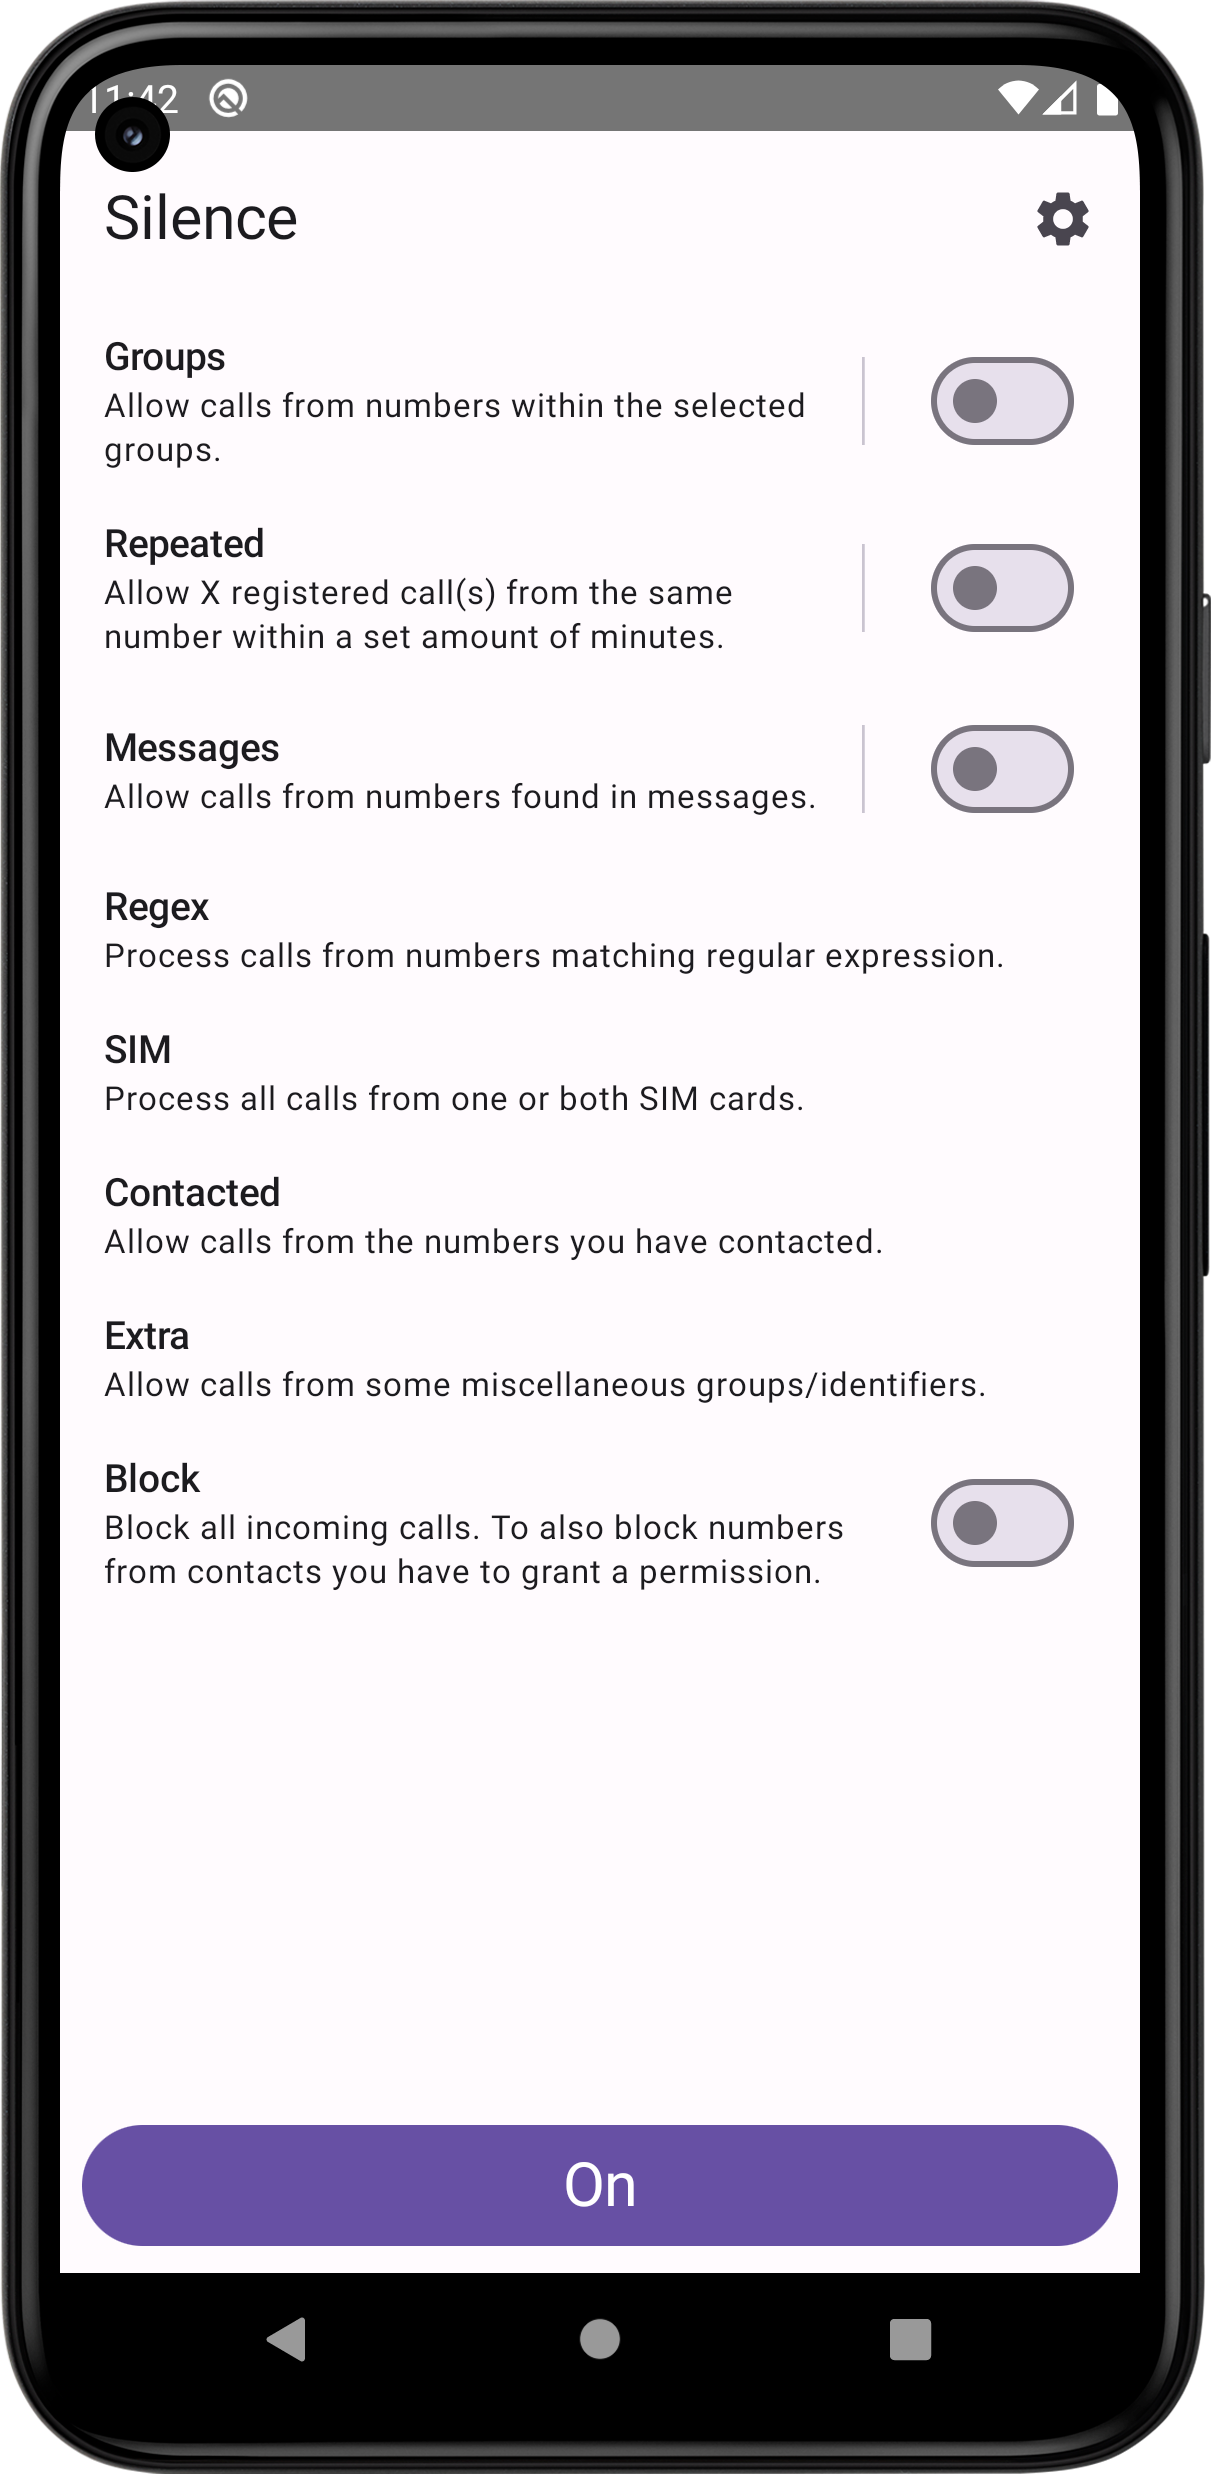 11:42
Silence
Groups
Allow calls from numbers within the selected
groups.
Repeated
Allow X registered call(s) from the same
number within a set amount of minutes.
Messages
Allow calls from numbers found in messages.
Regex
Process calls from numbers matching regular expression.
SIM
Process all calls from one or both SIM cards.
Contacted
Allow calls from the numbers you have contacted.
Extra
Allow calls from some miscellaneous groups/identifiers.
Block
Block all incoming calls. To also block numbers
from contacts you have to grant a permission.
On